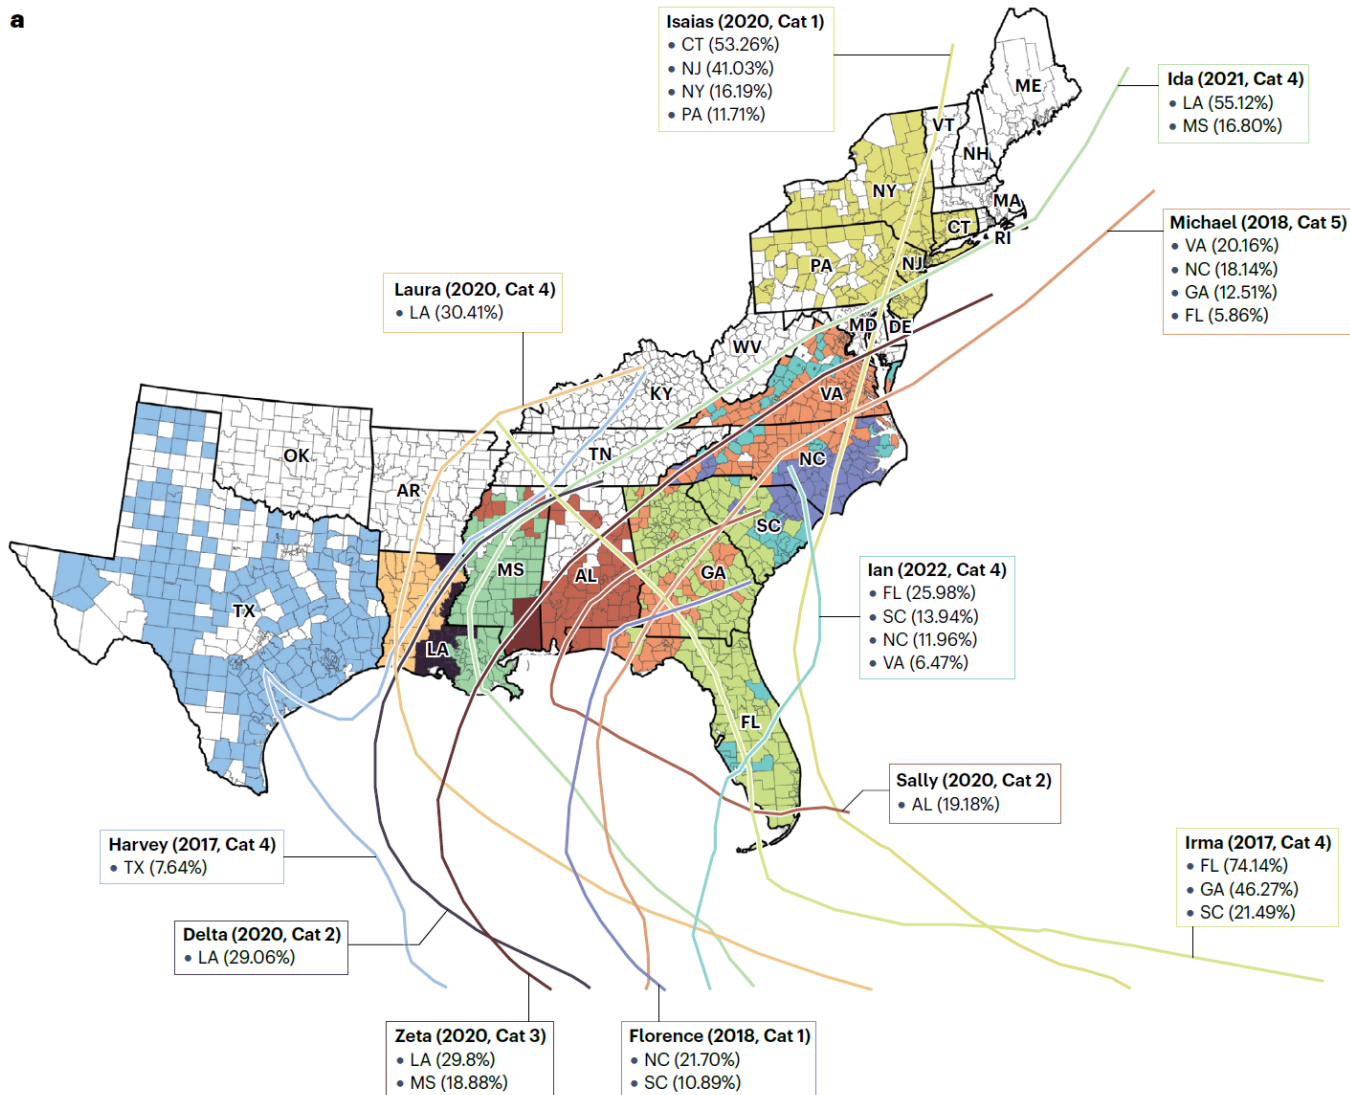 a
Isaias (2020, Cat 1)
• CT (53.26%)
• NJ (41.03%)
• NY (16.19%)
• PA (11.71%)
Ida (2021, Cat 4)
• LA (55.12%)
• MS (16.80%)
Michael (2018, Cat 5)
• VA (20.16%)
• NC (18.14%)
• GA (12.51%)
• FL (5.86%)
Laura (2020, Cat 4)
• LA (30.41%)
ME
VT
NH
NY
MA
CT
RI
PA
NJ
MD
DE
WV
KY
VA
OK
TN
NC
AR
SC
MS
AL
GA
TX
LA
FL
Ian (2022, Cat 4)
• FL (25.98%)
• SC (13.94%)
• NC (11.96%)
• VA (6.47%)
Sally (2020, Cat 2)
• AL (19.18%)
Harvey (2017, Cat 4)
• TX (7.64%)
Irma (2017, Cat 4)
• FL (74.14%)
• GA (46.27%)
• SC (21.49%)
Delta (2020, Cat 2)
• LA (29.06%)
Zeta (2020, Cat 3)
• LA (29.8%)
• MS (18.88%)
Florence (2018, Cat 1)
• NC (21.70%)
• SC (10.89%)